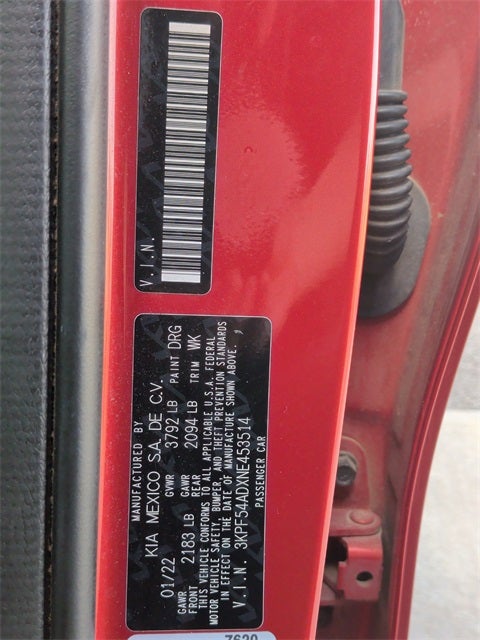 V.I.N.
MANUFACTURED BY
KIA MEXICO S.A. DE C.V.
01/22 GVWR 3792 LB PAINT DRG
GAWR FRONT 2183 LB GAWR REAR 2094 LB TRIM WK
THIS VEHICLE CONFORMS TO ALL APPLICABLE U.S.A. FEDERAL
MOTOR VEHICLE SAFETY, BUMPER, AND THEFT PREVENTION STANDARDS
IN EFFECT ON THE DATE OF MANUFACTURE SHOWN ABOVE.
V.I.N. 3KPF54ADXNE453514
PASSENGER CAR